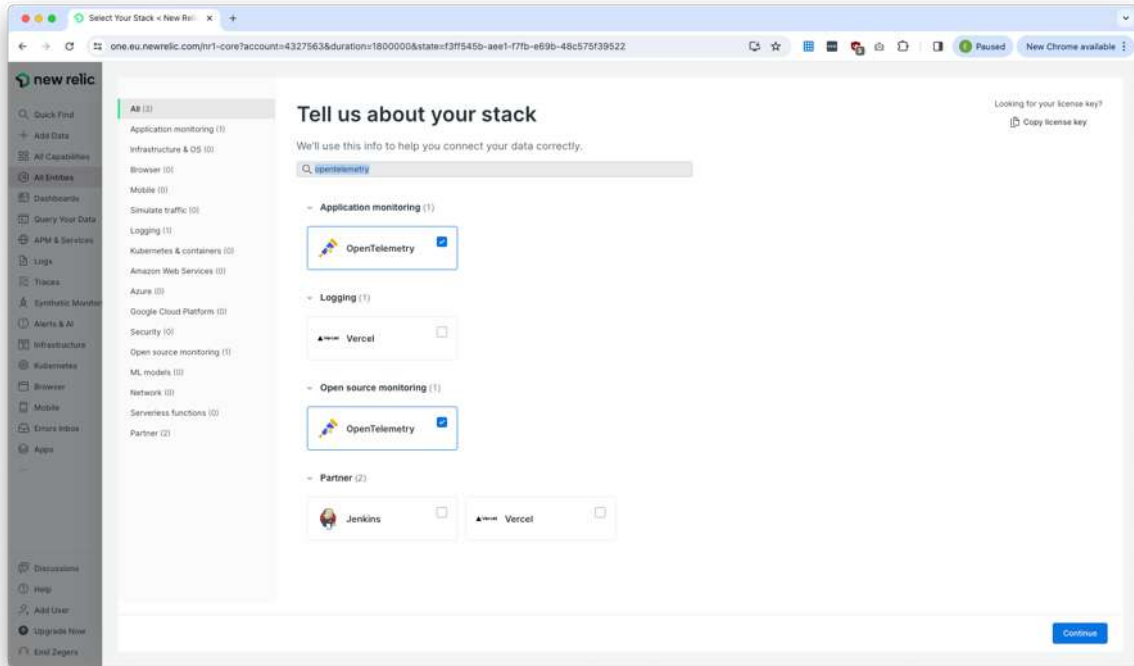 Select Your Stack < New Reli
one.eu.newrelic.com/nr1-core?account=4327563&duration=1800000&state=f3ff545b-aee1-f7fb-e69b-48c575f39522
Paused
New Chrome available
new relic
Quick Find
Add Data
All Capabilities
All Entities
Dashboards
Query Your Data
APM & Services
Logs
Traces
Synthetic Monitor
Alerts & AI
Infrastructure
Kubernetes
Browser
Mobile
Errors Inbox
Apps
...
Discussions
Help
Add User
Upgrade Now
Emil Zegers
All (3)
Application monitoring (1)
Infrastructure & OS (0)
Browser (0)
Mobile (0)
Simulate traffic (0)
Logging (1)
Kubernetes & containers (0)
Amazon Web Services (0)
Azure (0)
Google Cloud Platform (0)
Security (0)
Open source monitoring (1)
ML models (0)
Network (0)
Serverless functions (0)
Partner (2)
Tell us about your stack
We'll use this info to help you connect your data correctly.
opentelemetry
Application monitoring (1)
OpenTelemetry
Logging (1)
Vercel
Open source monitoring (1)
OpenTelemetry
Partner (2)
Jenkins
Vercel
Looking for your license key?
Copy license key
Continue